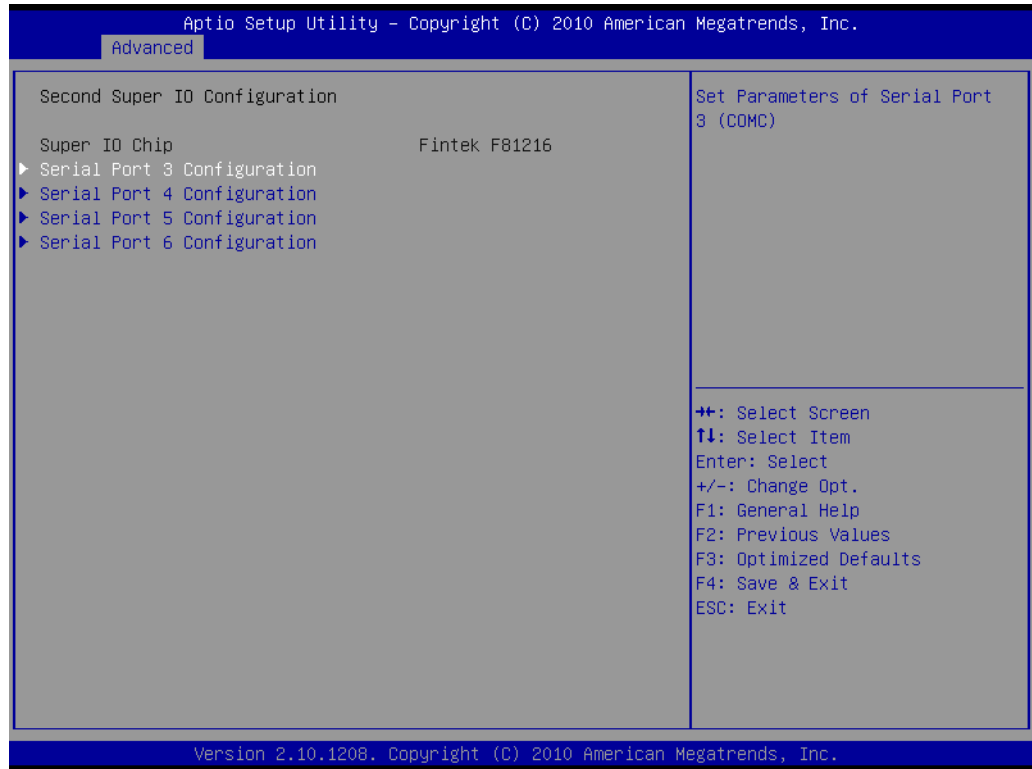 Aptio Setup Utility – Copyright (C) 2010 American Megatrends, Inc.
Advanced
Second Super IO Configuration
Super IO Chip Fintek F81216
▶ Serial Port 3 Configuration
▶ Serial Port 4 Configuration
▶ Serial Port 5 Configuration
▶ Serial Port 6 Configuration
Set Parameters of Serial Port
3 (COMC)
→←: Select Screen
↑↓: Select Item
Enter: Select
+/-: Change Opt.
F1: General Help
F2: Previous Values
F3: Optimized Defaults
F4: Save & Exit
ESC: Exit
Version 2.10.1208. Copyright (C) 2010 American Megatrends, Inc.